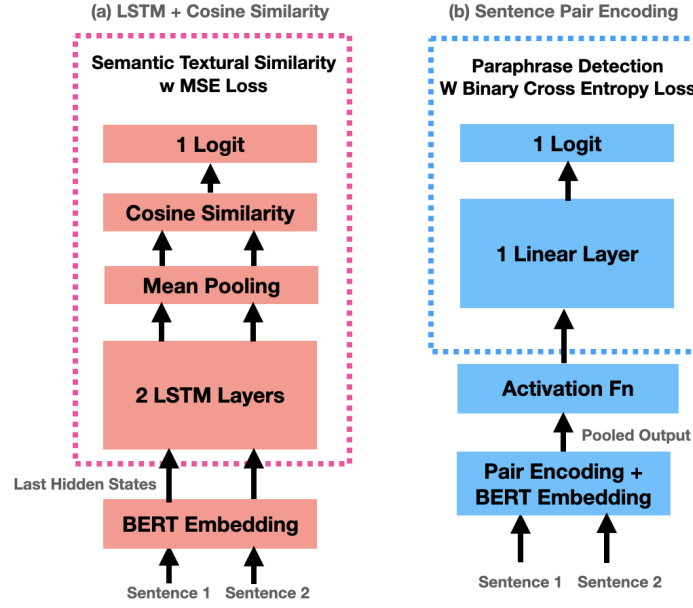 (a) LSTM + Cosine Similarity
Semantic Textural Similarity
w MSE Loss
1 Logit
Cosine Similarity
Mean Pooling
2 LSTM Layers
Last Hidden States
BERT Embedding
Sentence 1 Sentence 2
(b) Sentence Pair Encoding
Paraphrase Detection
W Binary Cross Entropy Loss
1 Logit
1 Linear Layer
Activation Fn
Pooled Output
Pair Encoding +
BERT Embedding
Sentence 1 Sentence 2